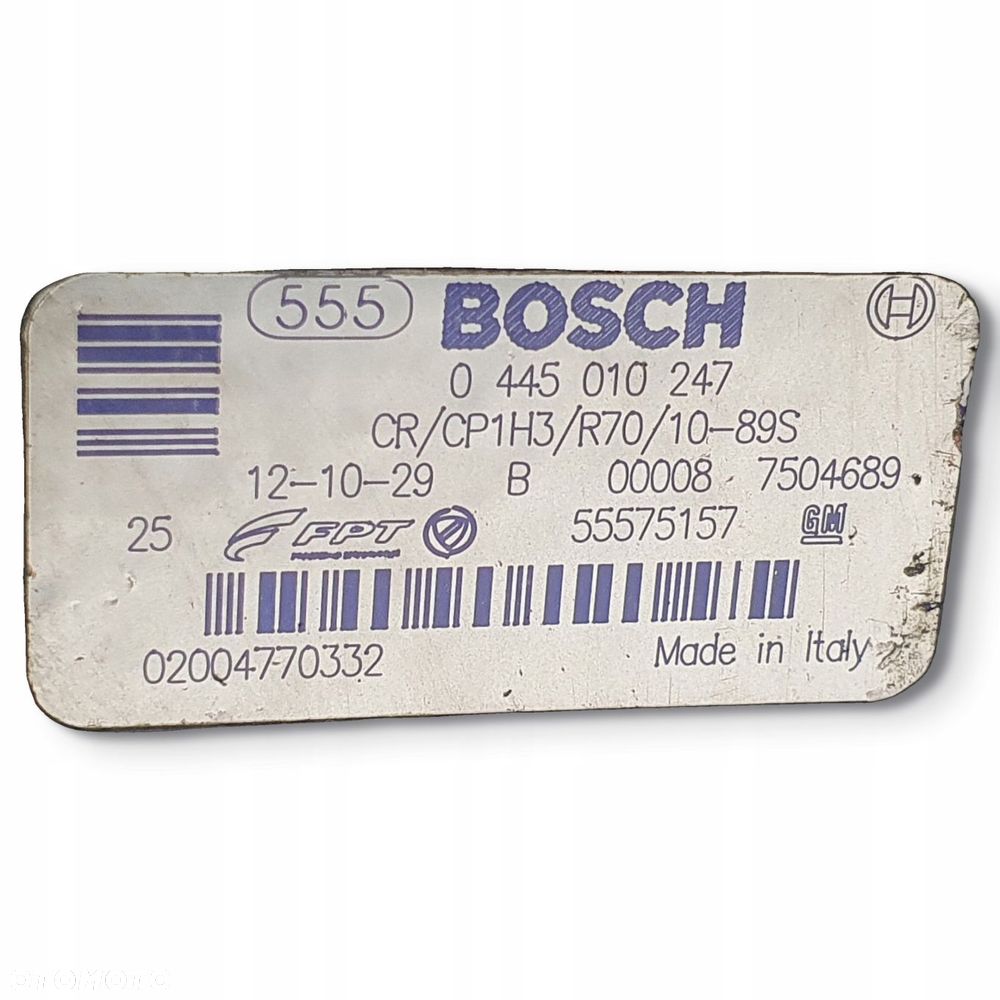 555 BOSCH
0 445 010 247
CR/CP1H3/R70/10-89S
12-10-29 B 00008 7504689
25 FPT 55575157 GM
02004770332 Made in Italy
OTOMOTO